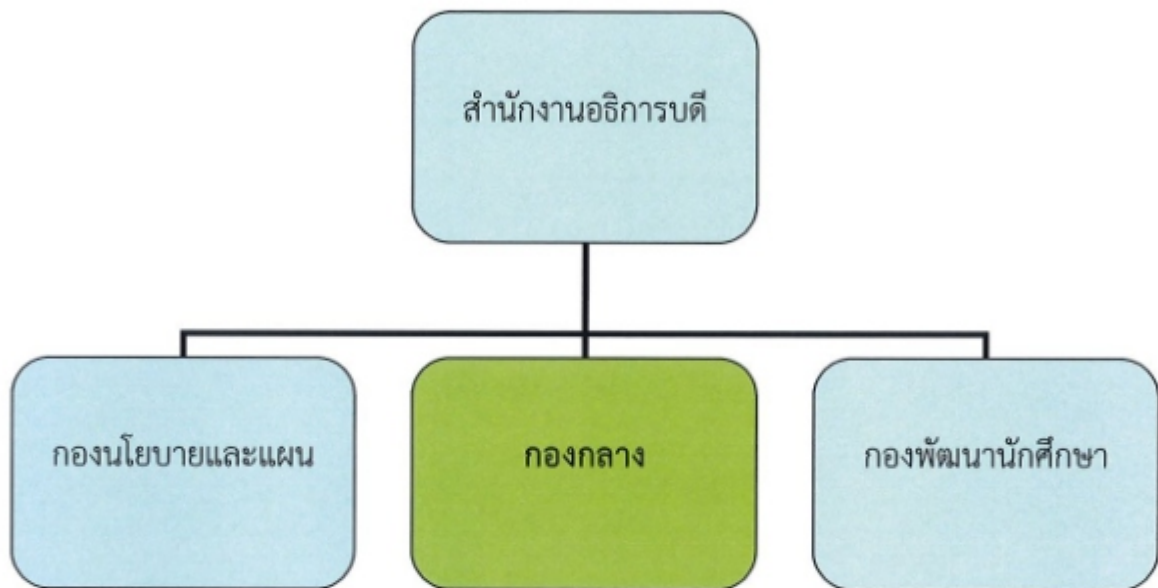 สำนักงานอธิการบดี
กองนโยบายและแผน
กองกลาง
กองพัฒนานักศึกษา